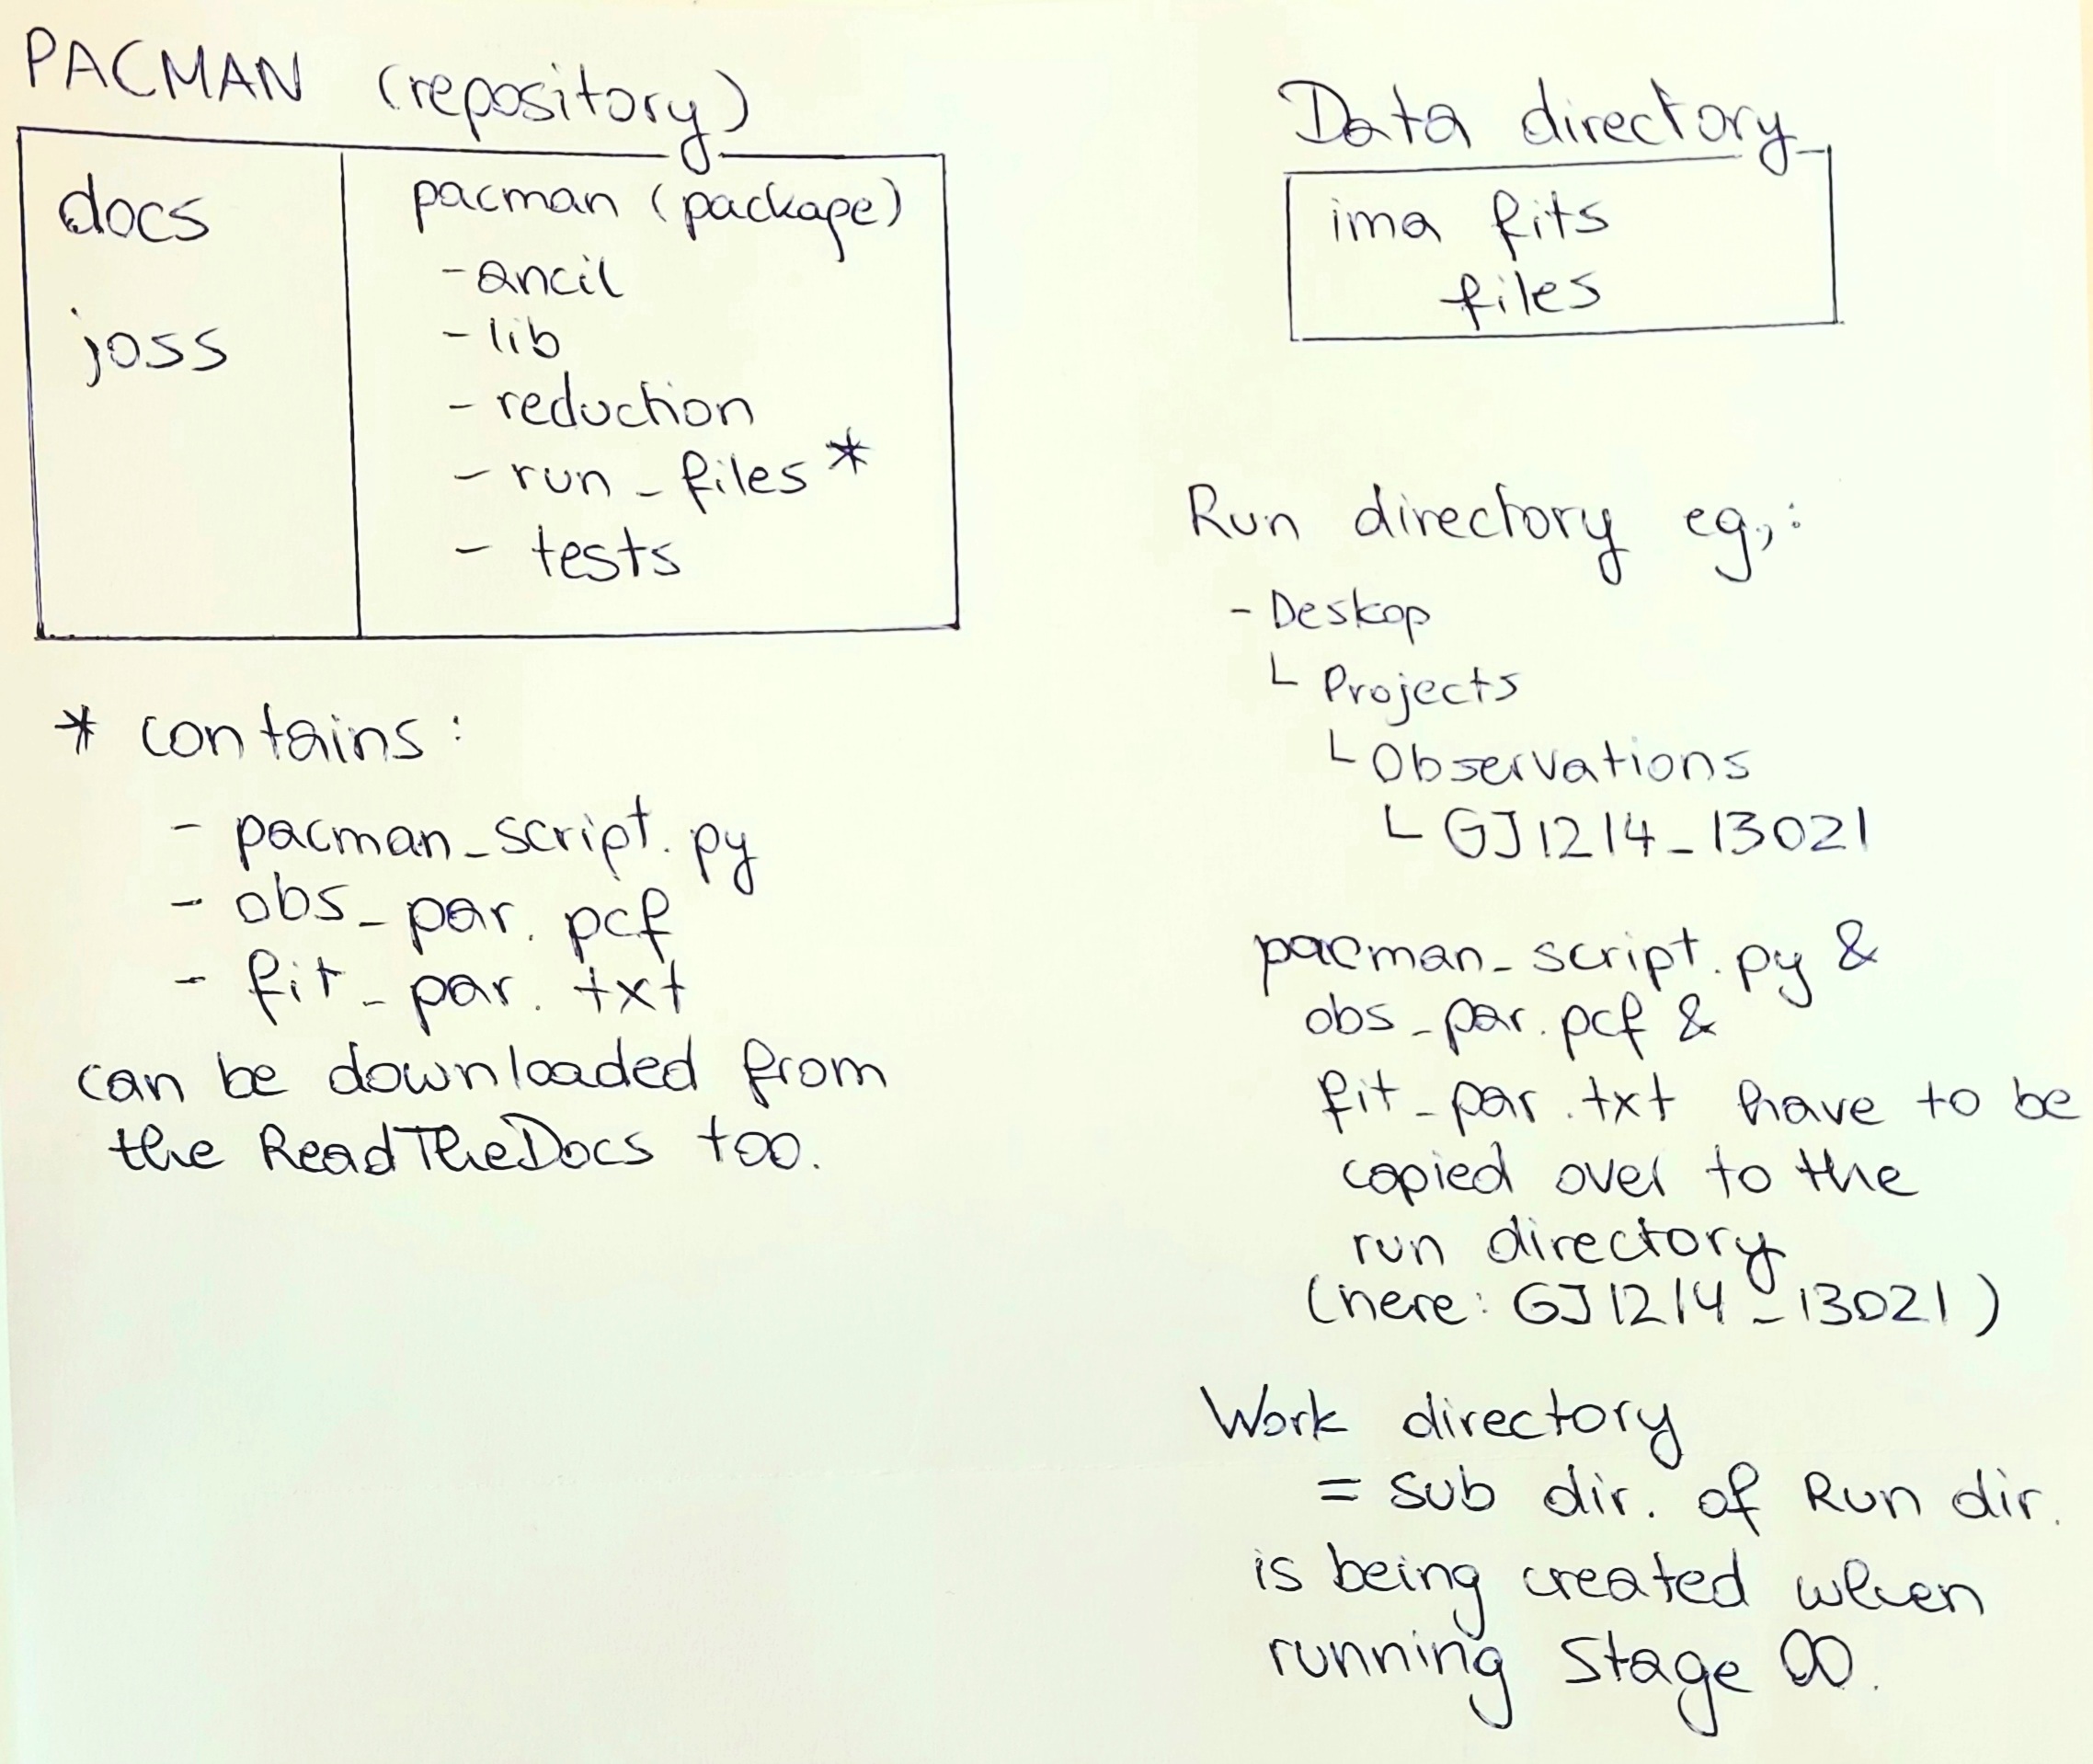 PACMAN (repository)
docs
joss
pacman (package)
- ancil
- lib
- reduction
- run_files *
- tests
* contains:
- pacman_script.py
- obs_par.pcf
- fit_par.txt
can be downloaded from
the ReadTheDocs too.
Data directory
ima fits
files
Run directory eg,:
- Deskop
└ Projects
└ Observations
└ GJ1214_13021
pacman_script.py &
obs_par.pcf &
fit_par.txt have to be
copied over to the
run directory
(here: GJ1214_13021)
Work directory
= sub dir. of Run dir.
is being created when
running Stage 00.